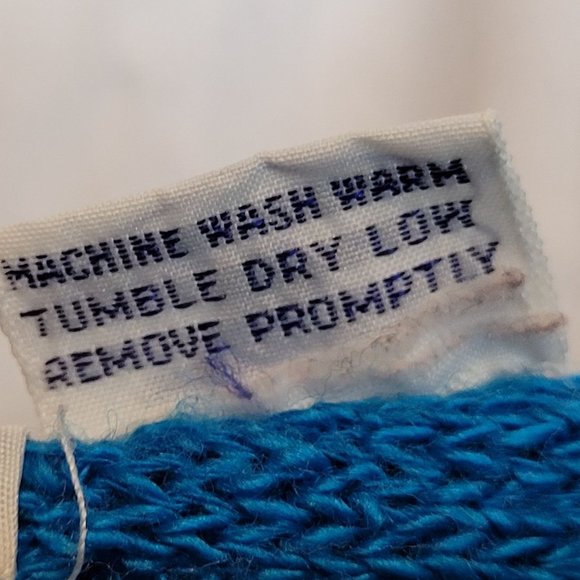 MACHINE WASH WARM
TUMBLE DRY LOW
REMOVE PROMPTLY